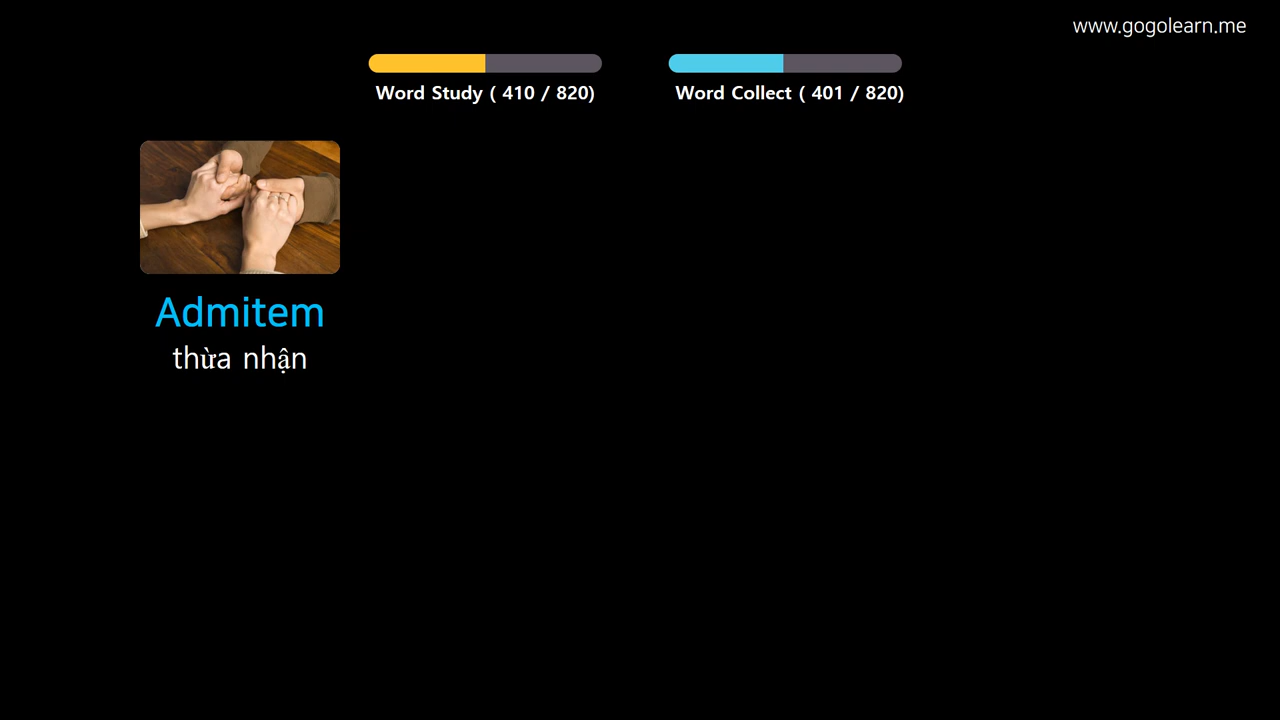 www.gogolearn.me
Word Study ( 410 / 820)
Word Collect ( 401 / 820)
Admitem
thừa nhận